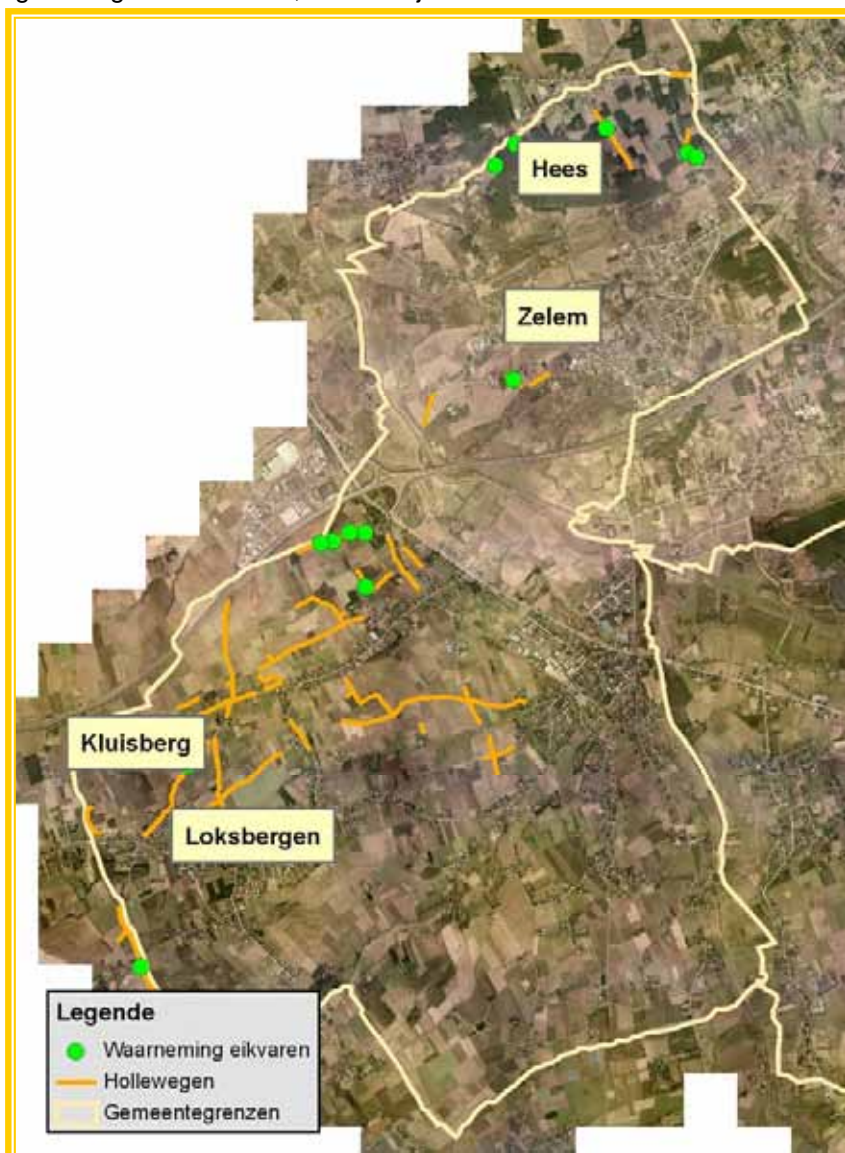 Hees
Zelem
Kluisberg
Loksbergen
Legende
Waarneming eikvaren
Hollewegen
Gemeentegrenzen